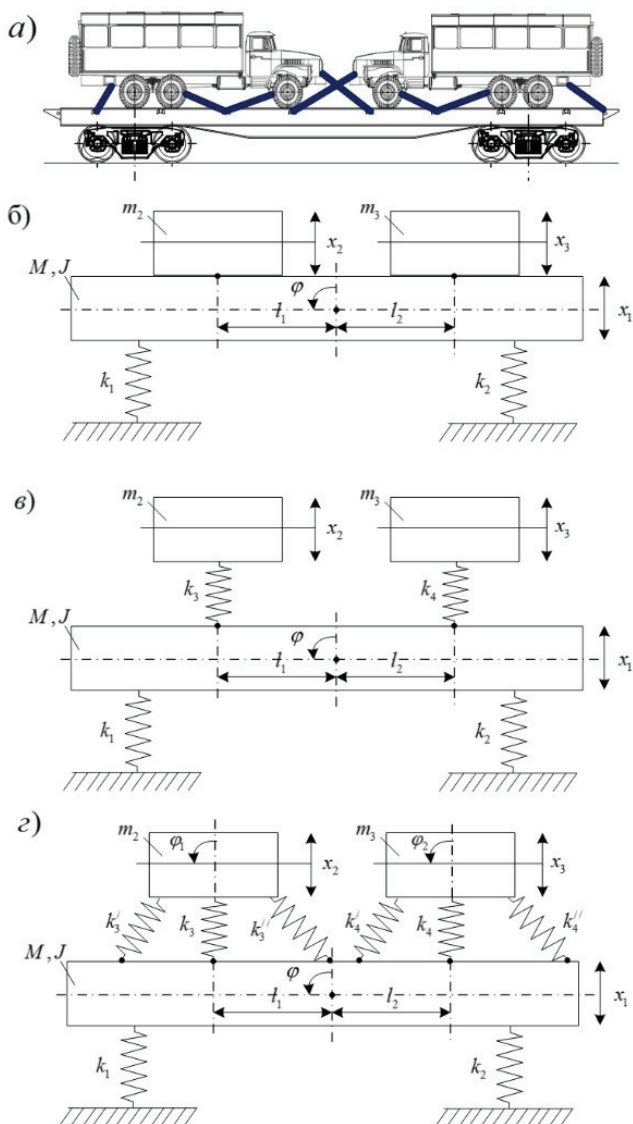 а)
б)
m₂ x₂ m₃ x₃
M, J φ
l₁ l₂ x₁
k₁ k₂
в)
m₂ x₂ m₃ x₃
k₃ k₄
M, J φ
l₁ l₂ x₁
k₁ k₂
г)
m₂ φ₁ x₂ m₃ φ₂ x₃
k₃′ k₃ k₃″ k₄′ k₄ k₄″
M, J φ
l₁ l₂ x₁
k₁ k₂